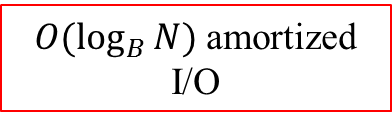 𝑂(log_𝐵 𝑁) amortized
I/O